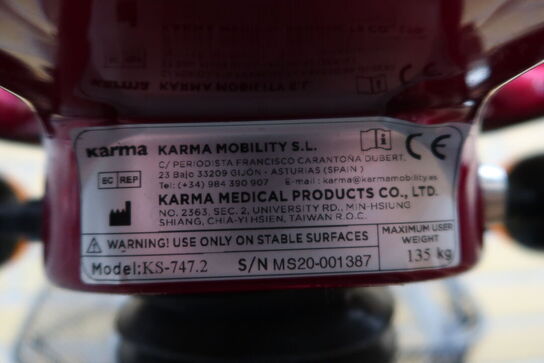 karma KARMA MOBILITY S.L.
C/ PERIODISTA FRANCISCO CARANTOÑA DUBERT,
23 Bajo 33209 GIJÓN - ASTURIAS (SPAIN)
EC REP
Tel: (+34) 984 390 907 E-mail: karma@karmamobility.es
KARMA MEDICAL PRODUCTS CO., LTD.
NO. 2363, SEC. 2, UNIVERSITY RD., MIN-HSIUNG
SHIANG, CHIA-YI HSIEN, TAIWAN R.O.C.
CE
WARNING! USE ONLY ON STABLE SURFACES
MAXIMUM USER
WEIGHT
135 kg
Model: KS-747.2 S/N MS20-001387